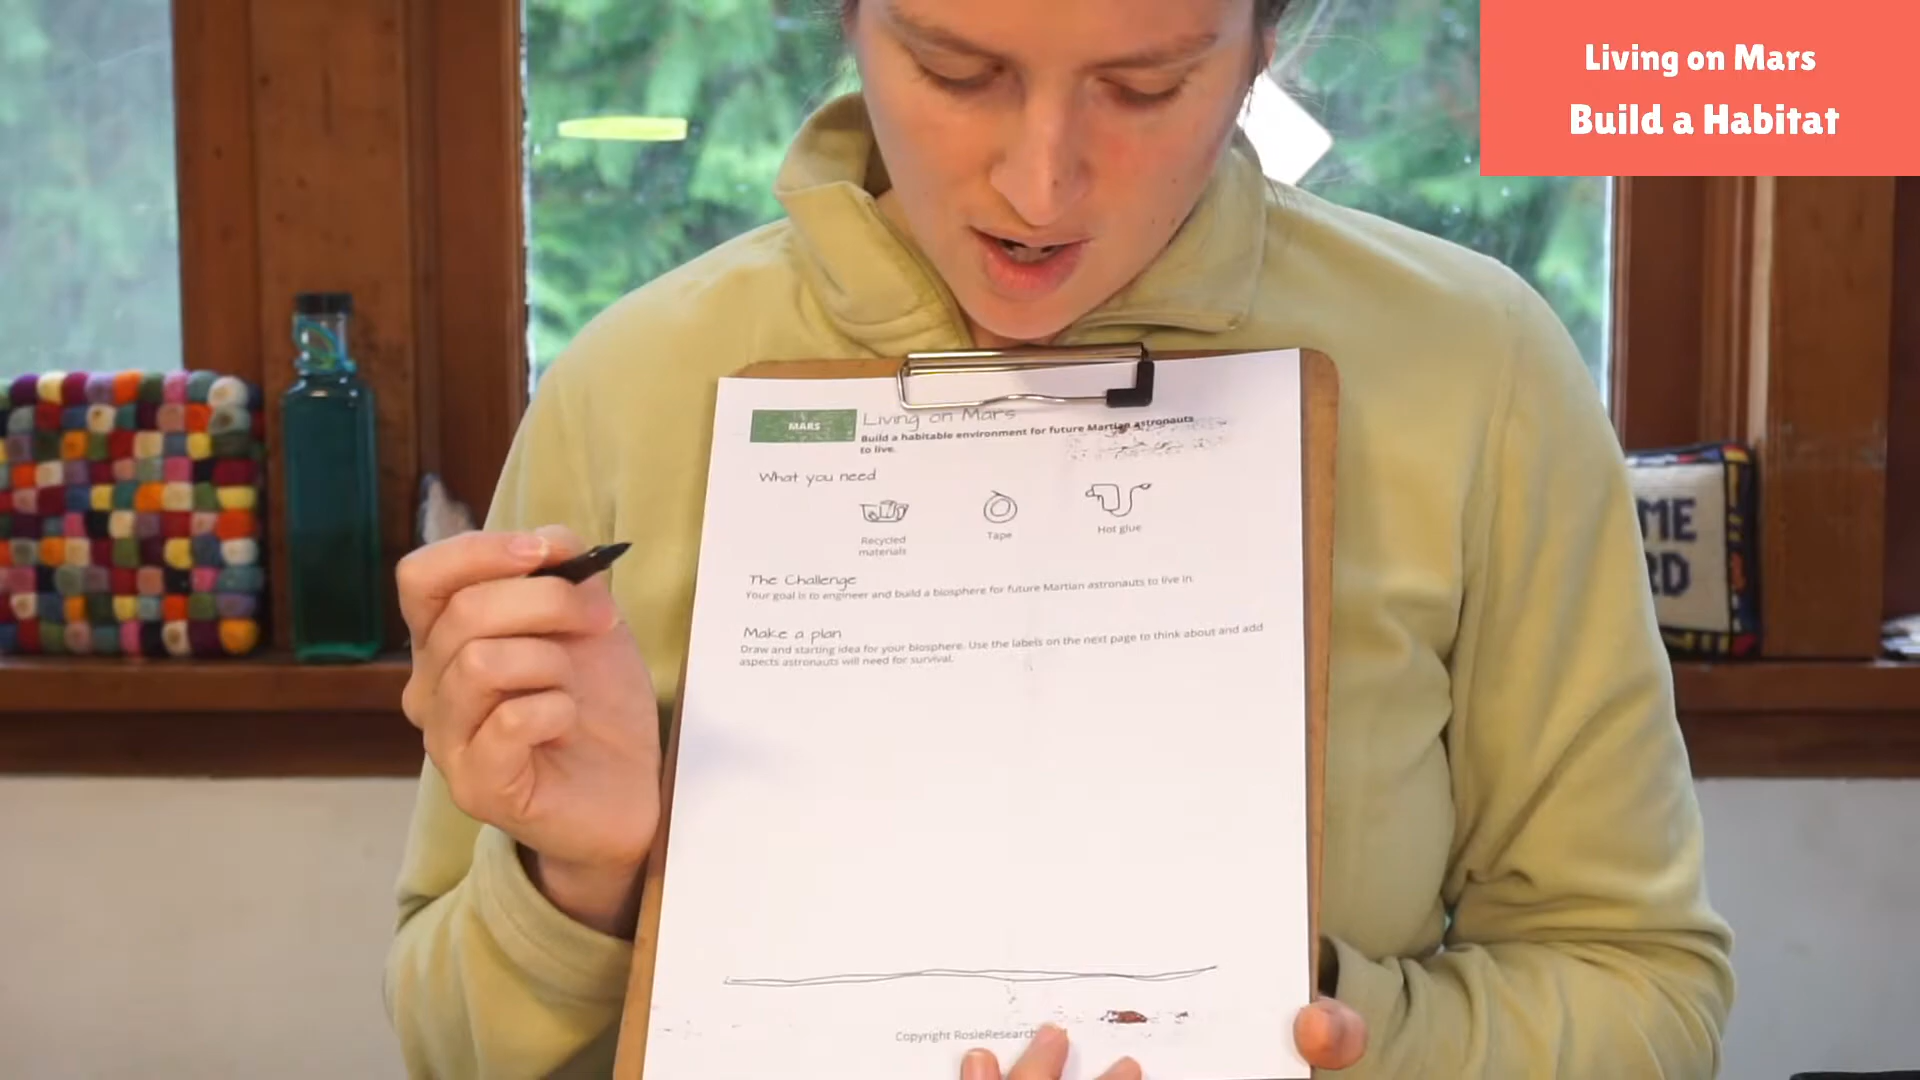 Living on Mars
Build a Habitat
MARS
Living on Mars
Build a habitable environment for future Martian astronauts
to live.
What you need
Recycled
materials
Tape
Hot glue
The Challenge
Your goal is to engineer and build a biosphere for future Martian astronauts to live in.
Make a plan
Draw and starting idea for your biosphere. Use the labels on the next page to think about and add
aspects astronauts will need for survival.
Copyright RosieResearch
ME
RD